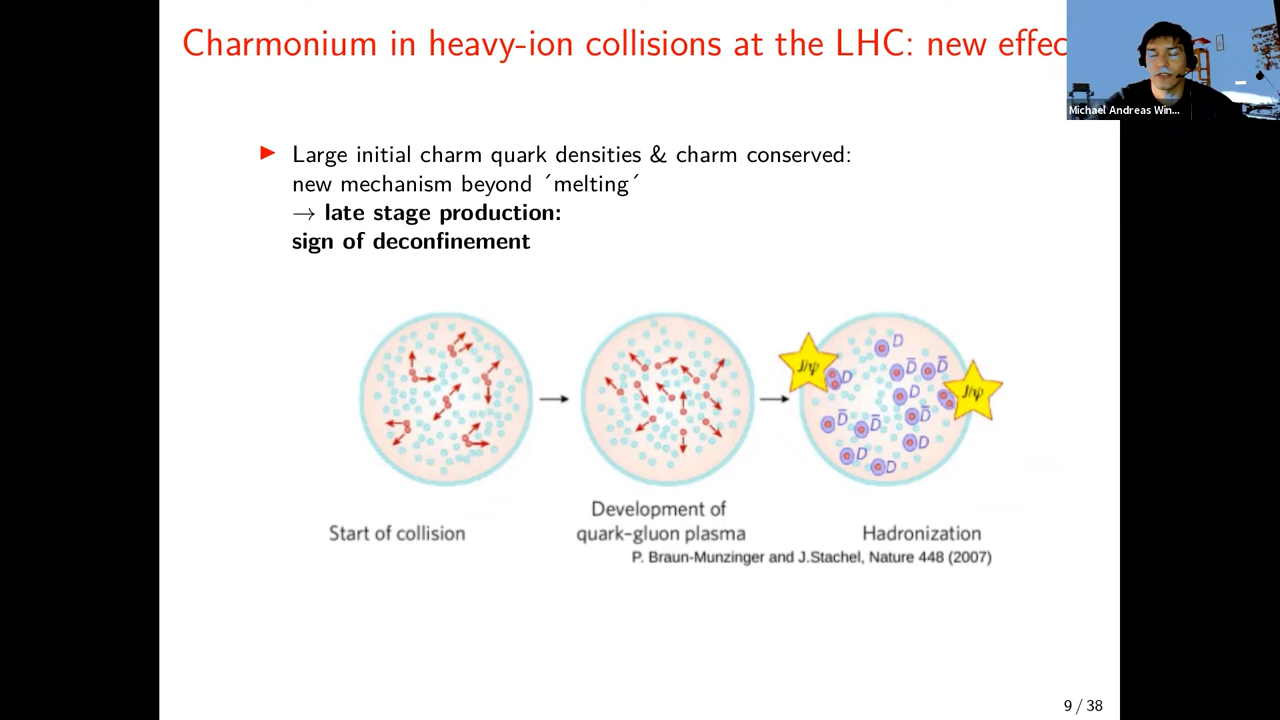 Charmonium in heavy-ion collisions at the LHC: new effec
Michael Andreas Win...
▶ Large initial charm quark densities & charm conserved:
new mechanism beyond ´melting´
→ late stage production:
sign of deconfinement
D
J/ψ
D
D̄
D̄
D
J/ψ
D̄
D̄
D̄
D
D
D
Start of collision
Development of
quark–gluon plasma
Hadronization
P. Braun-Munzinger and J.Stachel, Nature 448 (2007)
9 / 38